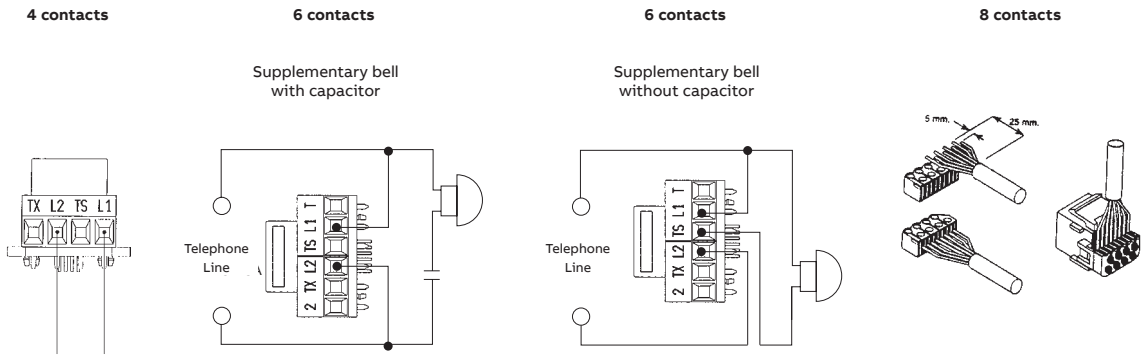 4 contacts
6 contacts
6 contacts
8 contacts
Supplementary bell
with capacitor
Supplementary bell
without capacitor
5 mm.
25 mm.
TX L2 TS L1
T
L1
TS
L2
TX
2
Telephone
Line
T
L1
TS
L2
TX
2
Telephone
Line